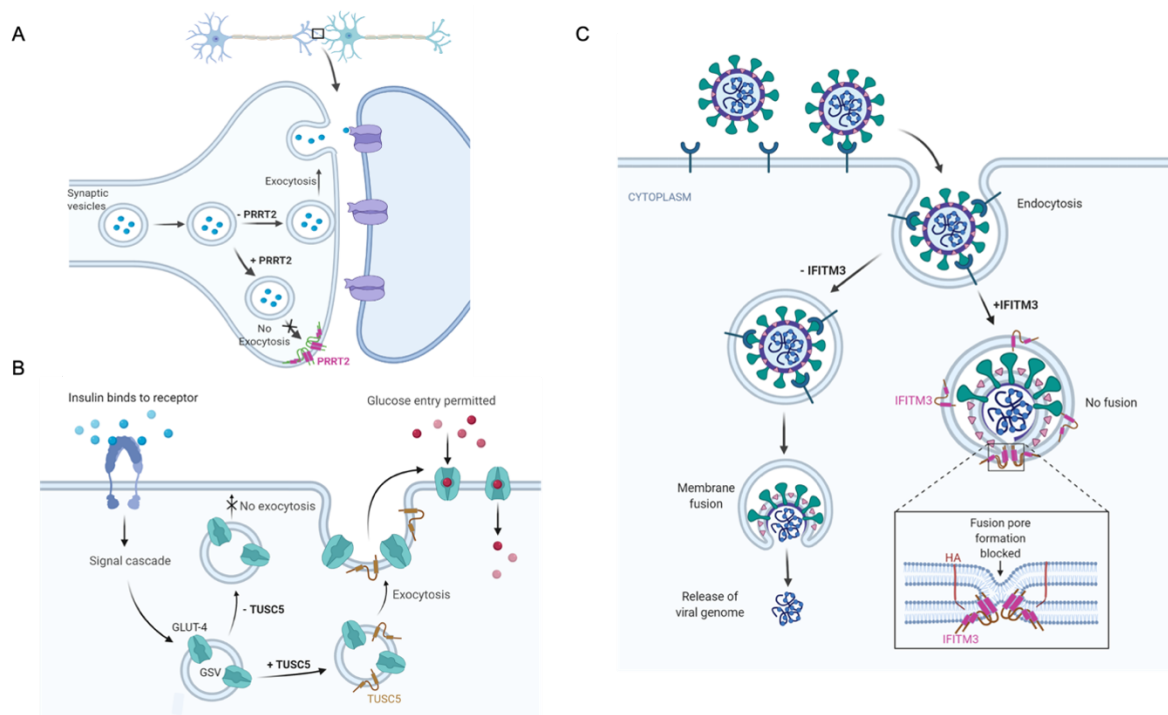 A
Synaptic
vesicles
Exocytosis
- PRRT2
+ PRRT2
No
Exocytosis
PRRT2
B
Insulin binds to receptor
Glucose entry permitted
No exocytosis
Signal cascade
Exocytosis
- TUSC5
GLUT-4
GSV
+ TUSC5
TUSC5
C
CYTOPLASM
Endocytosis
- IFITM3
+IFITM3
IFITM3
No fusion
Membrane
fusion
Fusion pore
formation
blocked
HA
Release of
viral genome
IFITM3